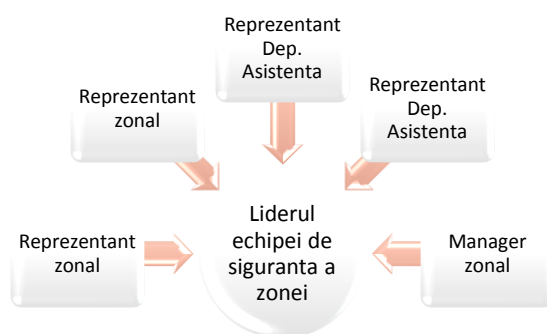 Reprezentant
Dep.
Asistenta
Reprezentant
zonal
Reprezentant
Dep.
Asistenta
Reprezentant
zonal
Liderul
echipei de
siguranta a
zonei
Manager
zonal